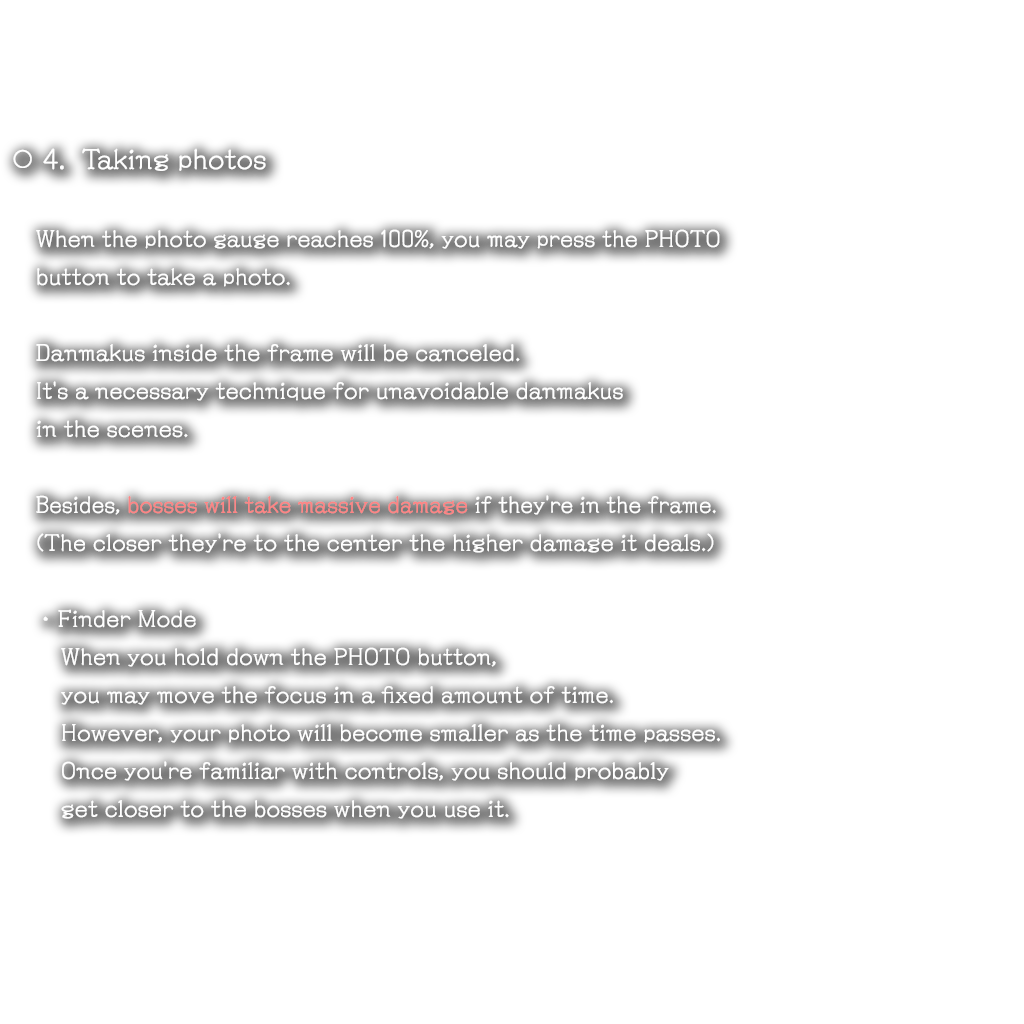 ○ 4. Taking photos
When the photo gauge reaches 100%, you may press the PHOTO
button to take a photo.
Danmakus inside the frame will be canceled.
It's a necessary technique for unavoidable danmakus
in the scenes.
Besides, bosses will take massive damage if they're in the frame.
(The closer they're to the center the higher damage it deals.)
・Finder Mode
When you hold down the PHOTO button,
you may move the focus in a fixed amount of time.
However, your photo will become smaller as the time passes.
Once you're familiar with controls, you should probably
get closer to the bosses when you use it.